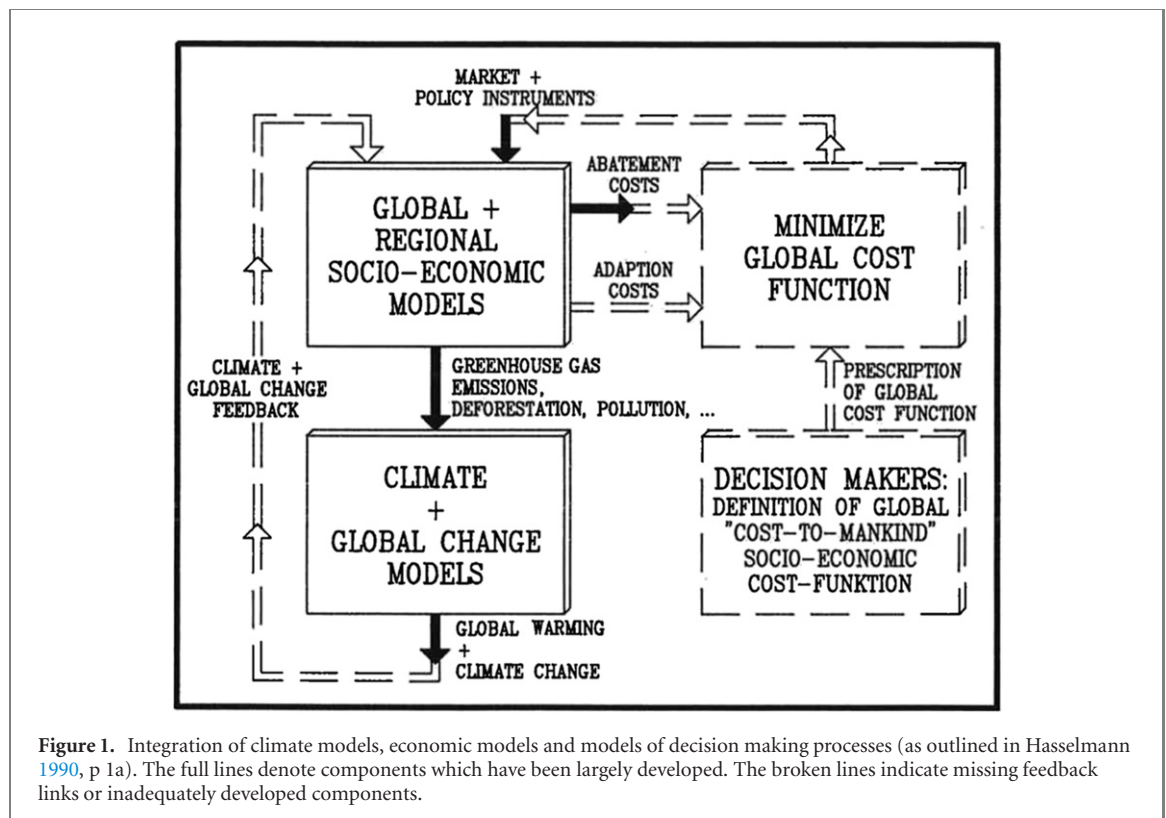 MARKET +
POLICY INSTRUMENTS
ABATEMENT
COSTS
GLOBAL +
REGIONAL
SOCIO-ECONOMIC
MODELS
MINIMIZE
GLOBAL COST
FUNCTION
ADAPTION
COSTS
CLIMATE +
GLOBAL CHANGE
FEEDBACK
GREENHOUSE GAS
EMISSIONS,
DEFORESTATION, POLLUTION, ...
PRESCRIPTION
OF GLOBAL
COST FUNCTION
CLIMATE
+
GLOBAL CHANGE
MODELS
DECISION MAKERS:
DEFINITION OF GLOBAL
"COST-TO-MANKIND"
SOCIO-ECONOMIC
COST-FUNKTION
GLOBAL WARMING
+
CLIMATE CHANGE
Figure 1. Integration of climate models, economic models and models of decision making processes (as outlined in Hasselmann
1990, p 1a). The full lines denote components which have been largely developed. The broken lines indicate missing feedback
links or inadequately developed components.